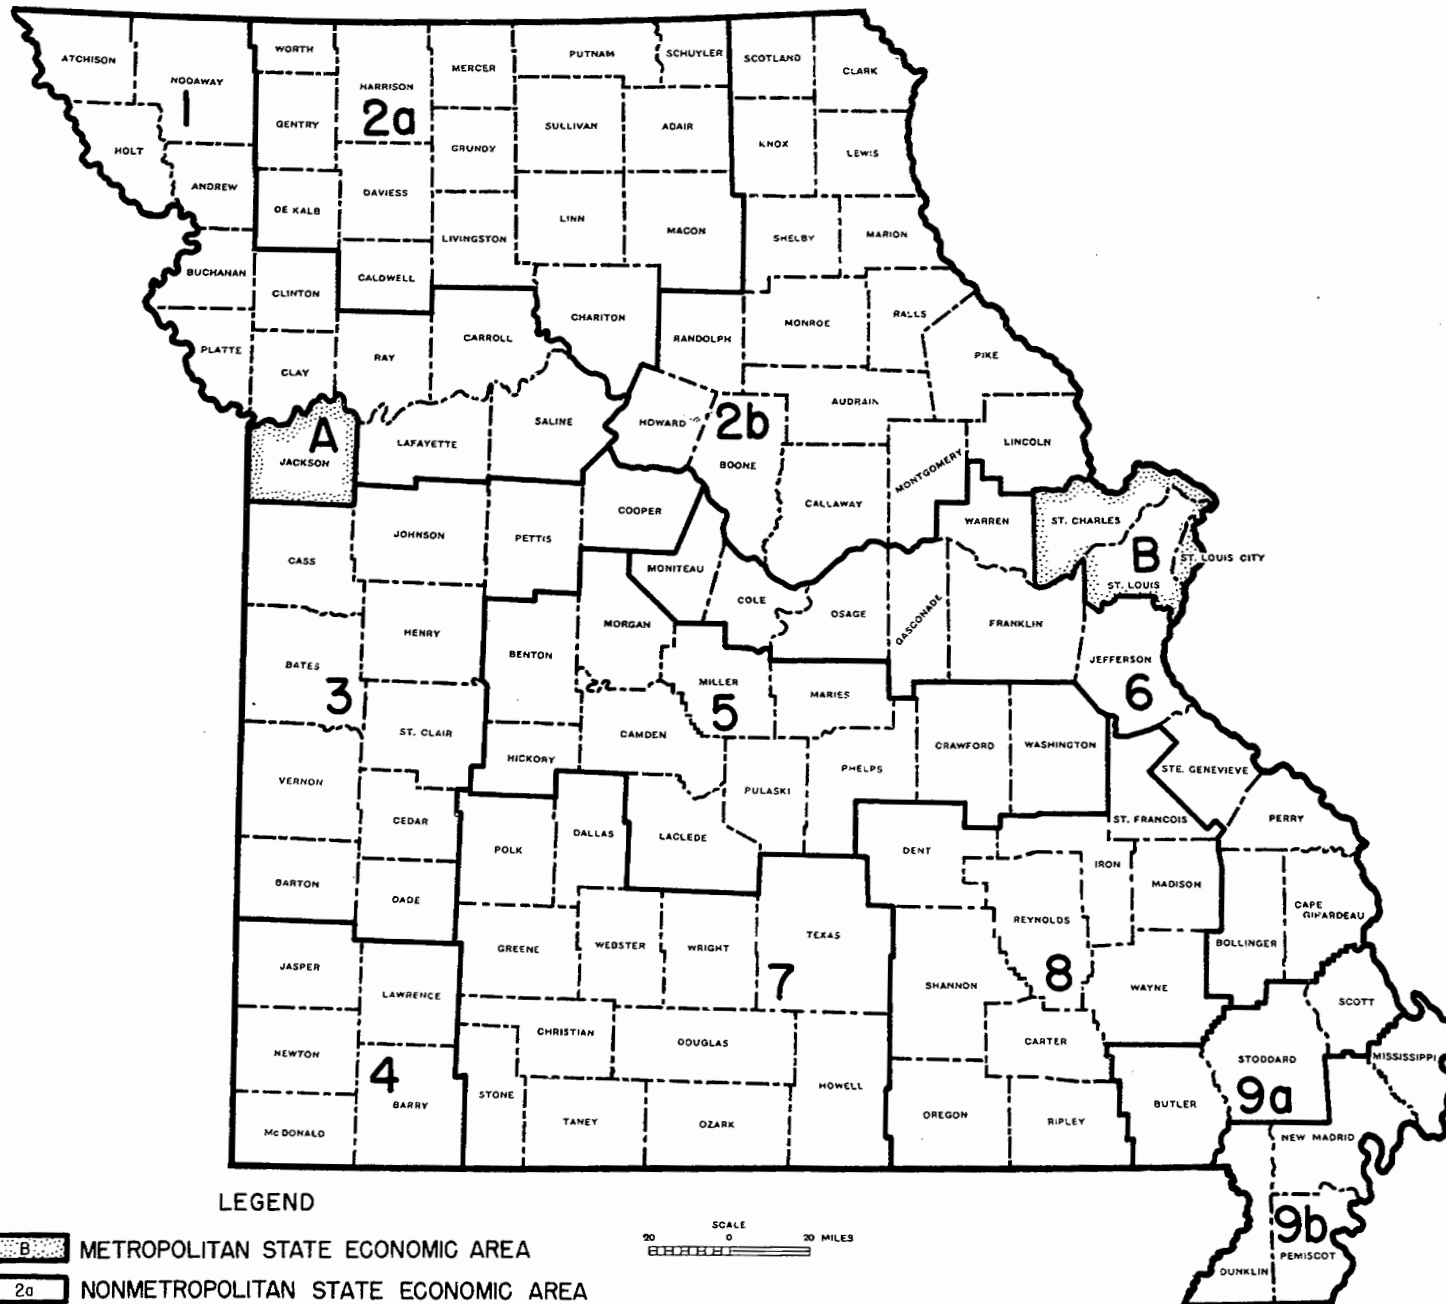 WORTH
PUTNAM
SCHUYLER
SCOTLAND
ATCHISON
MERCER
CLARK
NODAWAY
HARRISON
1
2a
GENTRY
SULLIVAN
ADAIR
KNOX
HOLT
GRUNDY
LEWIS
ANDREW
DAVIESS
DE KALB
LINN
MACON
LIVINGSTON
SHELBY
MARION
BUCHANAN
CALDWELL
CLINTON
CHARITON
MONROE
RALLS
CARROLL
RANDOLPH
PLATTE
RAY
PIKE
CLAY
AUDRAIN
A
SALINE
HOWARD
2b
LAFAYETTE
LINCOLN
JACKSON
BOONE
MONTGOMERY
CALLAWAY
COOPER
WARREN
ST. CHARLES
JOHNSON
PETTIS
CASS
B
ST. LOUIS CITY
MONITEAU
ST. LOUIS
COLE
OSAGE
GASCONADE
MORGAN
FRANKLIN
HENRY
BENTON
JEFFERSON
BATES
3
MILLER
5
MARIES
6
ST. CLAIR
CAMDEN
CRAWFORD
WASHINGTON
HICKORY
PHELPS
STE. GENEVIEVE
VERNON
PULASKI
CEDAR
DALLAS
LACLEDE
ST. FRANCOIS
PERRY
POLK
DENT
IRON
BARTON
DADE
MADISON
CAPE
GIRARDEAU
REYNOLDS
TEXAS
GREENE
WEBSTER
WRIGHT
BOLLINGER
JASPER
7
8
LAWRENCE
SHANNON
WAYNE
SCOTT
CHRISTIAN
DOUGLAS
CARTER
NEWTON
STODDARD
MISSISSIPPI
4
HOWELL
STONE
9a
BARRY
BUTLER
OREGON
TANEY
OZARK
RIPLEY
McDONALD
NEW MADRID
LEGEND
9b
SCALE
B METROPOLITAN STATE ECONOMIC AREA
20 0 20 MILES
PEMISCOT
DUNKLIN
2a NONMETROPOLITAN STATE ECONOMIC AREA